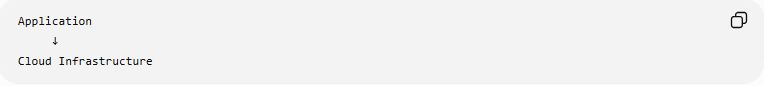 Application
↓
Cloud Infrastructure